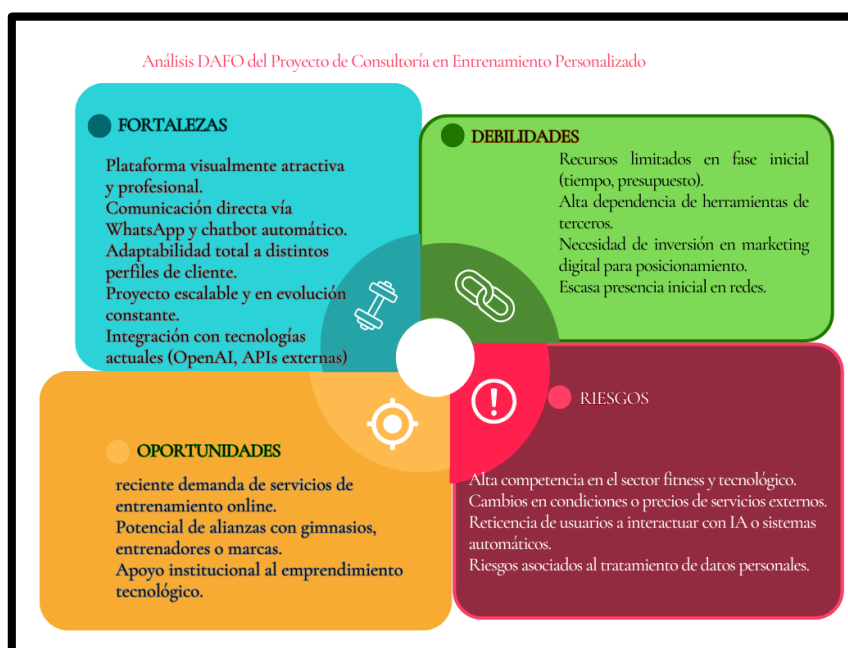 Análisis DAFO del Proyecto de Consultoría en Entrenamiento Personalizado
FORTALEZAS
Plataforma visualmente atractiva
y profesional.
Comunicación directa vía
WhatsApp y chatbot automático.
Adaptabilidad total a distintos
perfiles de cliente.
Proyecto escalable y en evolución
constante.
Integración con tecnologías
actuales (OpenAI, APIs externas)
DEBILIDADES
Recursos limitados en fase inicial
(tiempo, presupuesto).
Alta dependencia de herramientas de
terceros.
Necesidad de inversión en marketing
digital para posicionamiento.
Escasa presencia inicial en redes.
OPORTUNIDADES
reciente demanda de servicios de
entrenamiento online.
Potencial de alianzas con gimnasios,
entrenadores o marcas.
Apoyo institucional al emprendimiento
tecnológico.
RIESGOS
Alta competencia en el sector fitness y tecnológico.
Cambios en condiciones o precios de servicios externos.
Reticencia de usuarios a interactuar con IA o sistemas
automáticos.
Riesgos asociados al tratamiento de datos personales.